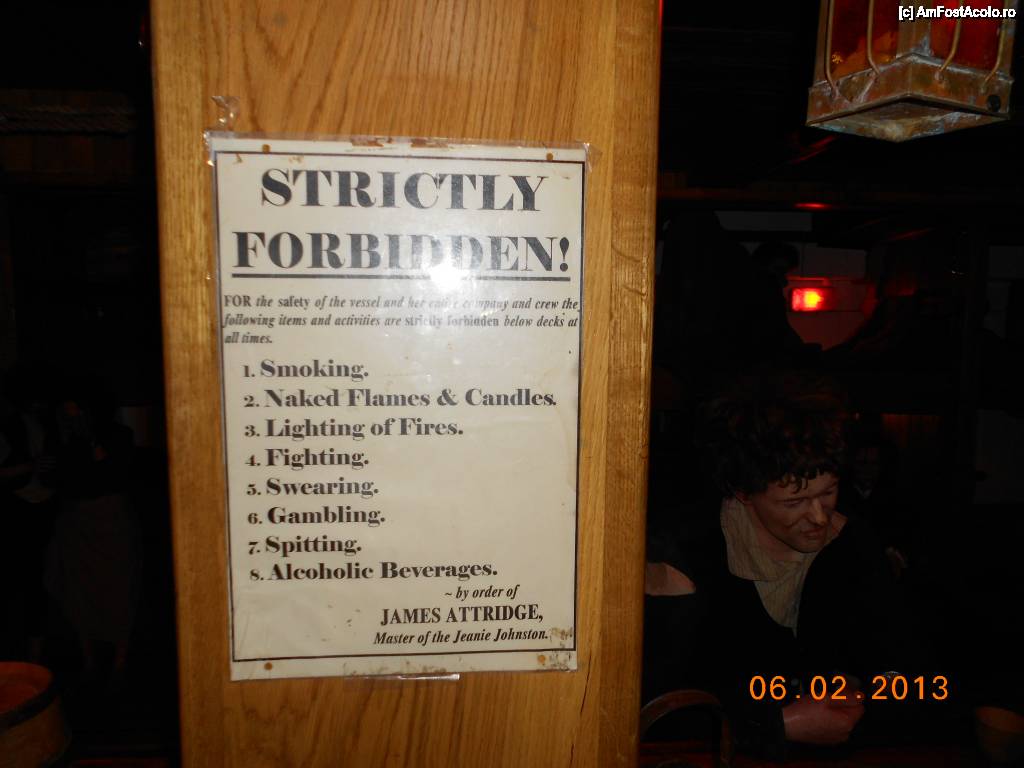 [c] AmFostAcolo.ro
STRICTLY
FORBIDDEN!
FOR the safety of the vessel and her entire company and crew the
following items and activities are strictly forbidden below decks at
all times.
1. Smoking.
2. Naked Flames & Candles.
3. Lighting of Fires.
4. Fighting.
5. Swearing.
6. Gambling.
7. Spitting.
8. Alcoholic Beverages.
~ by order of
JAMES ATTRIDGE,
Master of the Jeanie Johnston.
06.02.2013